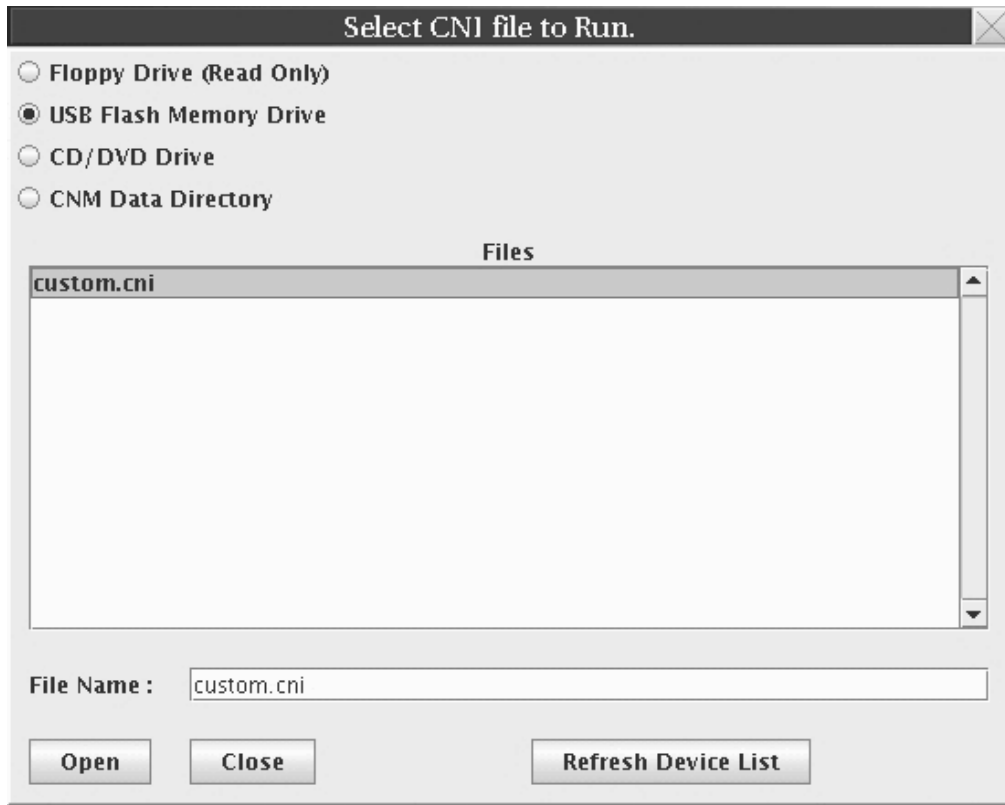 Select CNI file to Run.
Floppy Drive (Read Only)
USB Flash Memory Drive
CD/DVD Drive
CNM Data Directory
Files
custom.cni
File Name : custom.cni
Open Close Refresh Device List